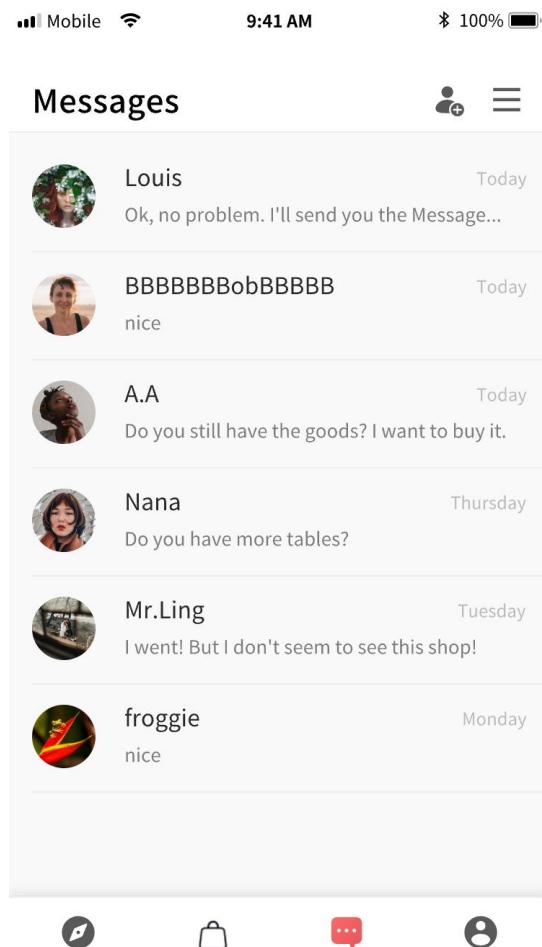 Mobile 9:41 AM 100%
Messages
Louis Today
Ok, no problem. I'll send you the Message...
BBBBBBBobBBBBB Today
nice
A.A Today
Do you still have the goods? I want to buy it.
Nana Thursday
Do you have more tables?
Mr.Ling Tuesday
I went! But I don't seem to see this shop!
froggie Monday
nice